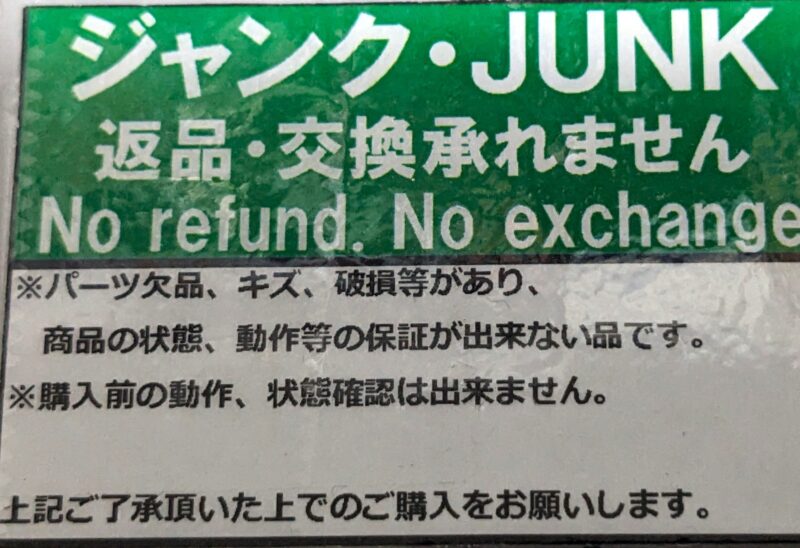 ジャンク・JUNK
返品・交換承れません
No refund. No exchange
※パーツ欠品、キズ、破損等があり、
商品の状態、動作等の保証が出来ない品です。
※購入前の動作、状態確認は出来ません。
上記ご了承頂いた上でのご購入をお願いします。